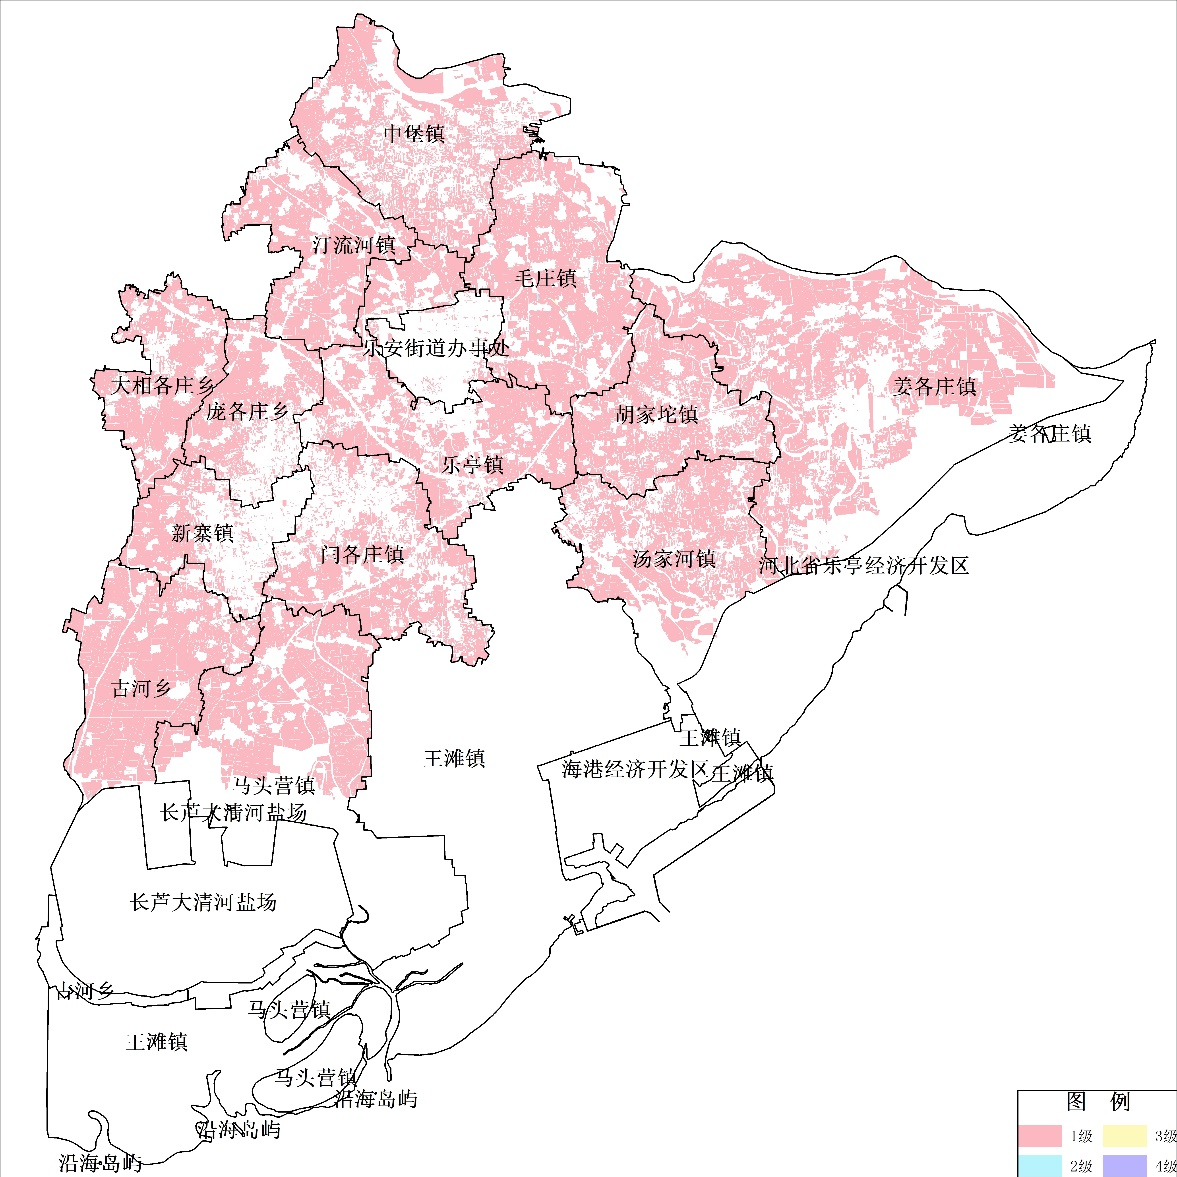 中堡镇
汀流河镇
毛庄镇
乐安街道办事处
大相各庄乡
庞各庄乡
姜各庄镇
胡家坨镇
姜各庄镇
乐亭镇
新寨镇
闫各庄镇
汤家河镇
河北省乐亭经济开发区
古河乡
王滩镇
王滩镇
海港经济开发区
王滩镇
马头营镇
长芦大清河盐场
长芦大清河盐场
古河乡
马头营镇
王滩镇
马头营镇
沿海岛屿
沿海岛屿
沿海岛屿
图 例
1级 3级
2级 4级